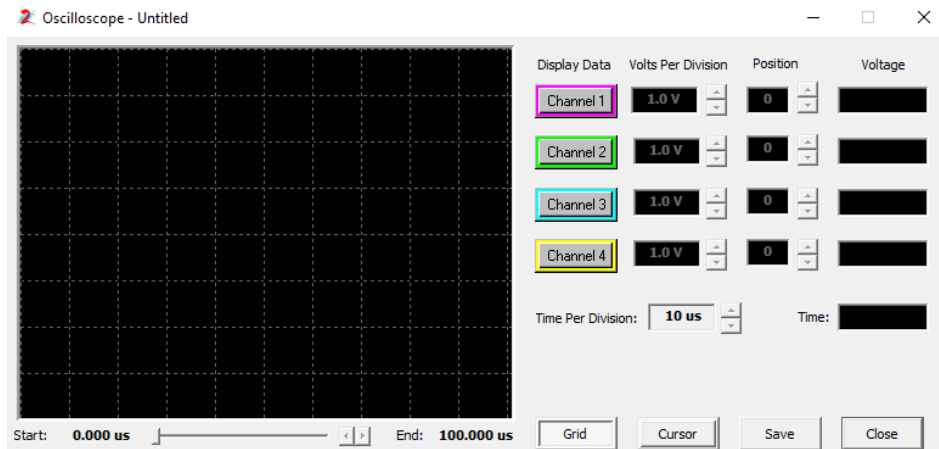 Oscilloscope - Untitled
Display Data Volts Per Division Position Voltage
Channel 1 1.0 V 0
Channel 2 1.0 V 0
Channel 3 1.0 V 0
Channel 4 1.0 V 0
Time Per Division: 10 us Time:
Start: 0.000 us End: 100.000 us Grid Cursor Save Close